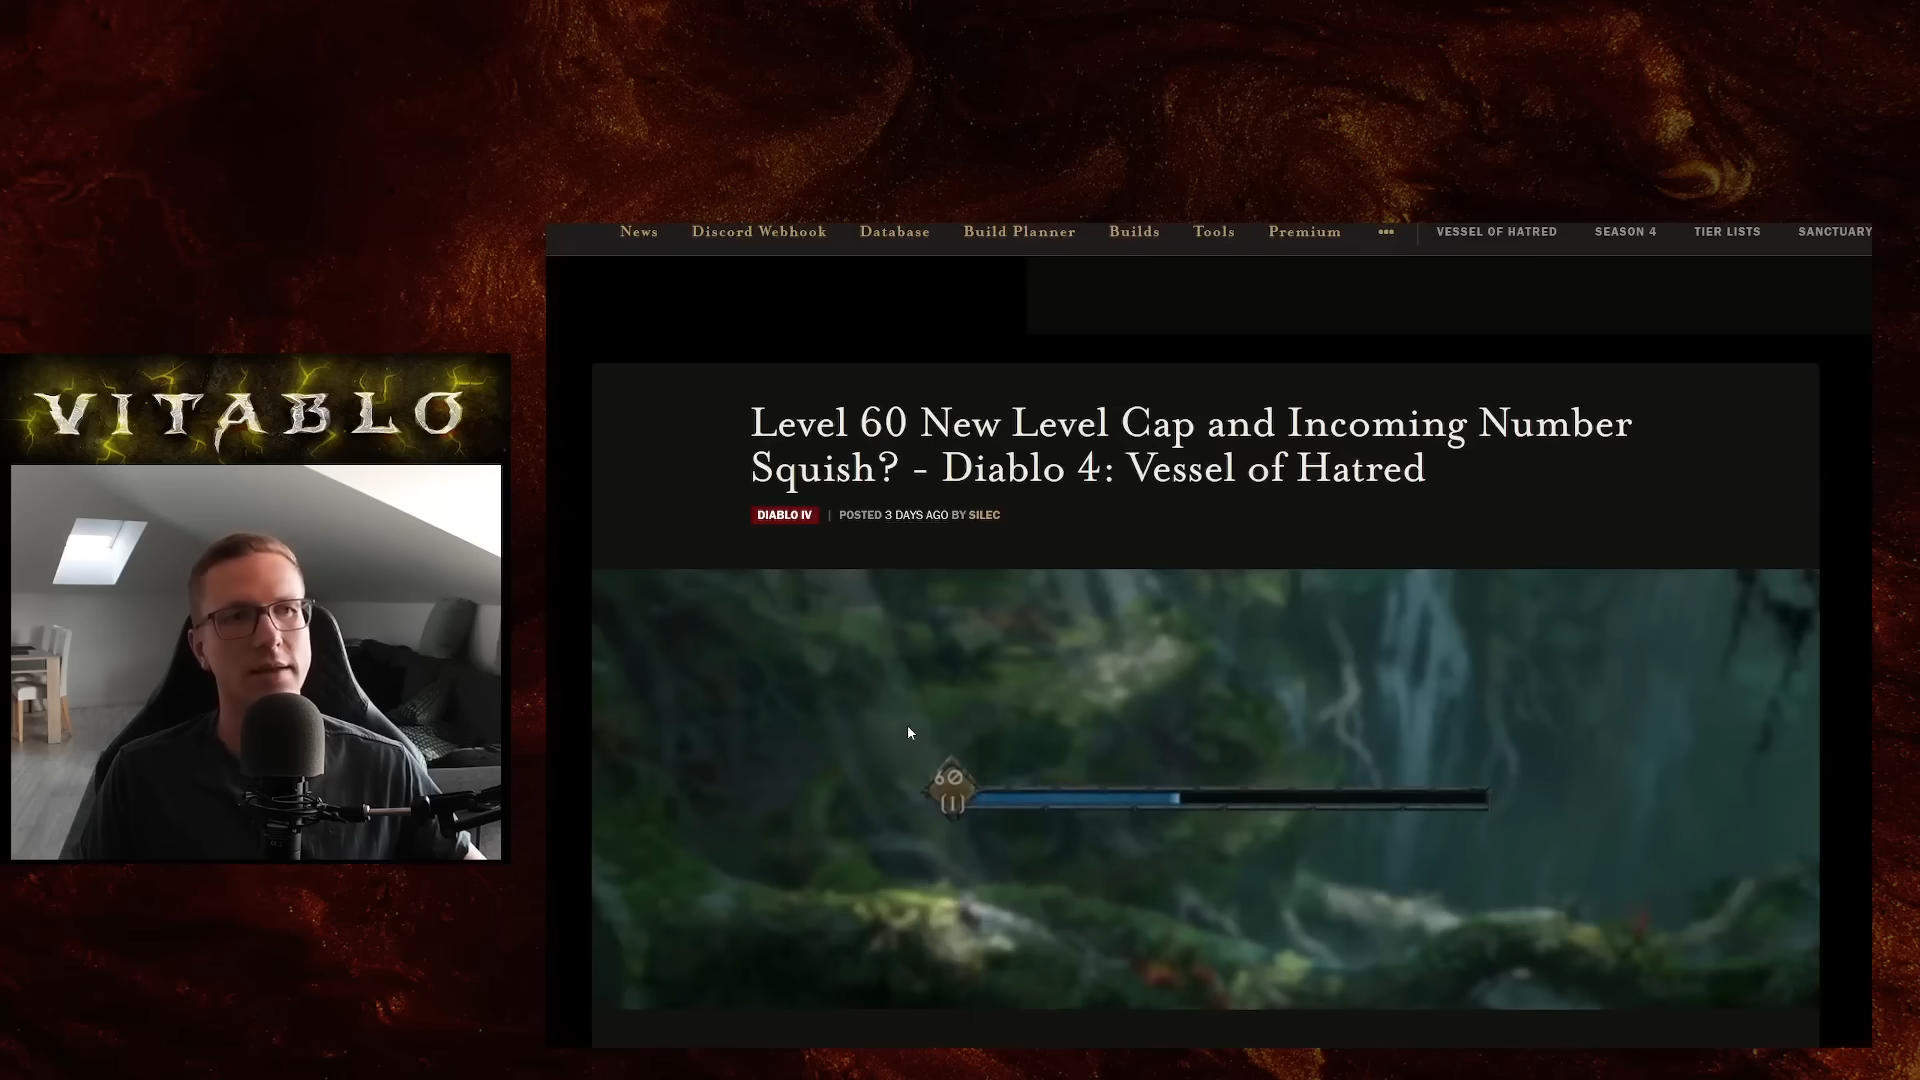 News Discord Webhook Database Build Planner Builds Tools Premium ••• VESSEL OF HATRED SEASON 4 TIER LISTS SANCTUARY
VITABLO
Level 60 New Level Cap and Incoming Number
Squish? - Diablo 4: Vessel of Hatred
DIABLO IV | POSTED 3 DAYS AGO BY SILEC
60
(1)